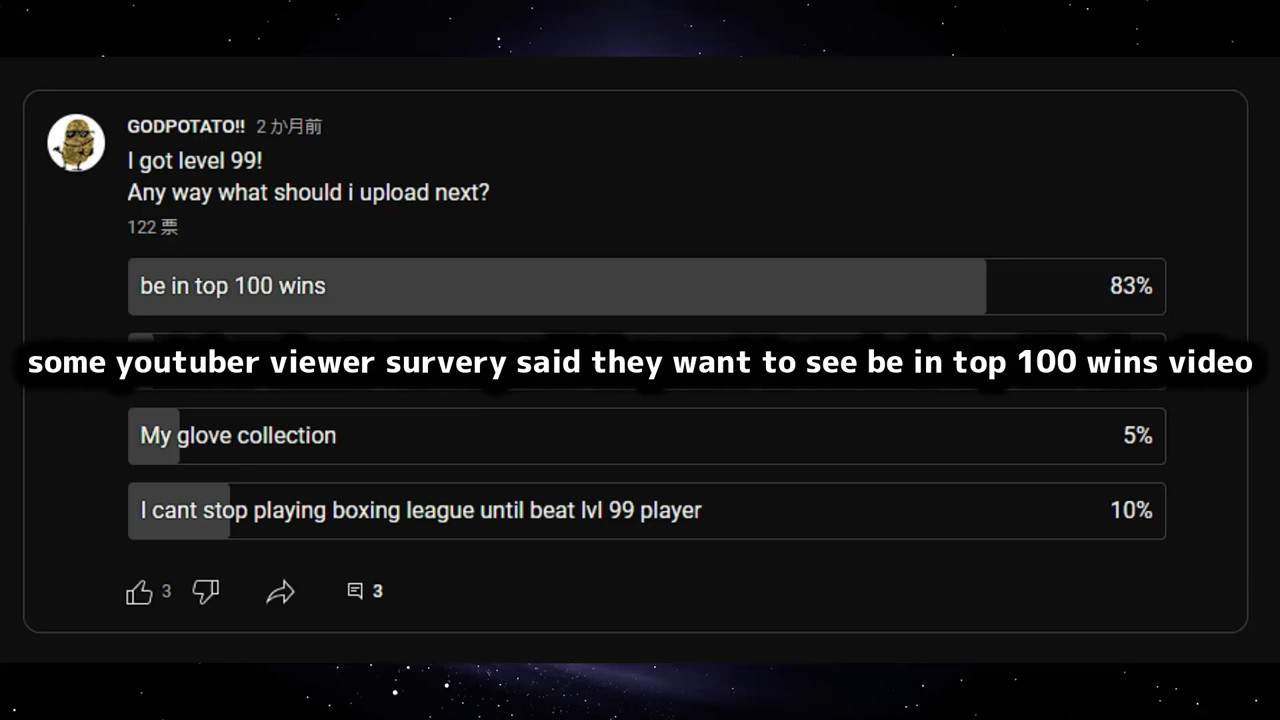 GODPOTATO!! 2 か月前
I got level 99!
Any way what should i upload next?
122 票
be in top 100 wins 83%
some youtuber viewer survery said they want to see be in top 100 wins video
My glove collection 5%
I cant stop playing boxing league until beat lvl 99 player 10%
3 3